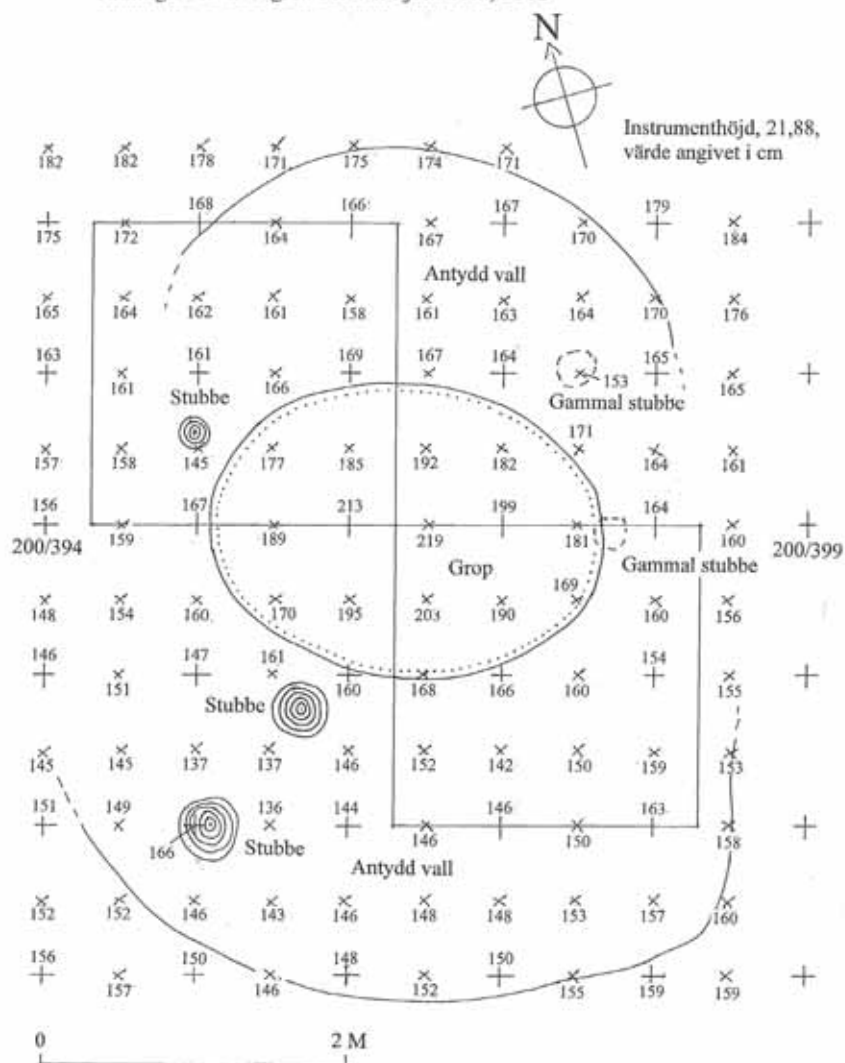 N
Instrumenthöjd, 21,88,
värde angivet i cm
182 182 178 171 175 174 171
168 166 167 179
175 172 164 167 170 184
Antydd vall
165 164 162 161 158 161 163 164 170 176
163 161 169 167 164 165
161 166 153 165
Stubbe
Gammal stubbe
171
157 158 145 177 185 192 182 164 161
156 167 213 199 164
200/394 159 189 219 181 160 200/399
Grop
Gammal stubbe
169
148 154 160 170 195 203 190 160 156
146 147 161 154
151 160 168 166 160 155
Stubbe
145 145 137 137 146 152 142 150 159 153
151 149 136 144 146 163
166 Stubbe 146 150 158
Antydd vall
152 152 146 143 146 148 148 153 157 160
156 150 148 150
157 146 152 155 159 159
0 2 M